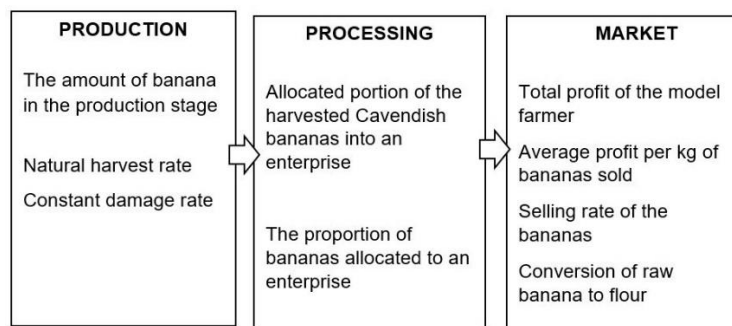 PRODUCTION
The amount of banana
in the production stage
Natural harvest rate
Constant damage rate
PROCESSING
Allocated portion of the
harvested Cavendish
bananas into an
enterprise
The proportion of
bananas allocated to an
enterprise
MARKET
Total profit of the model
farmer
Average profit per kg of
bananas sold
Selling rate of the
bananas
Conversion of raw
banana to flour